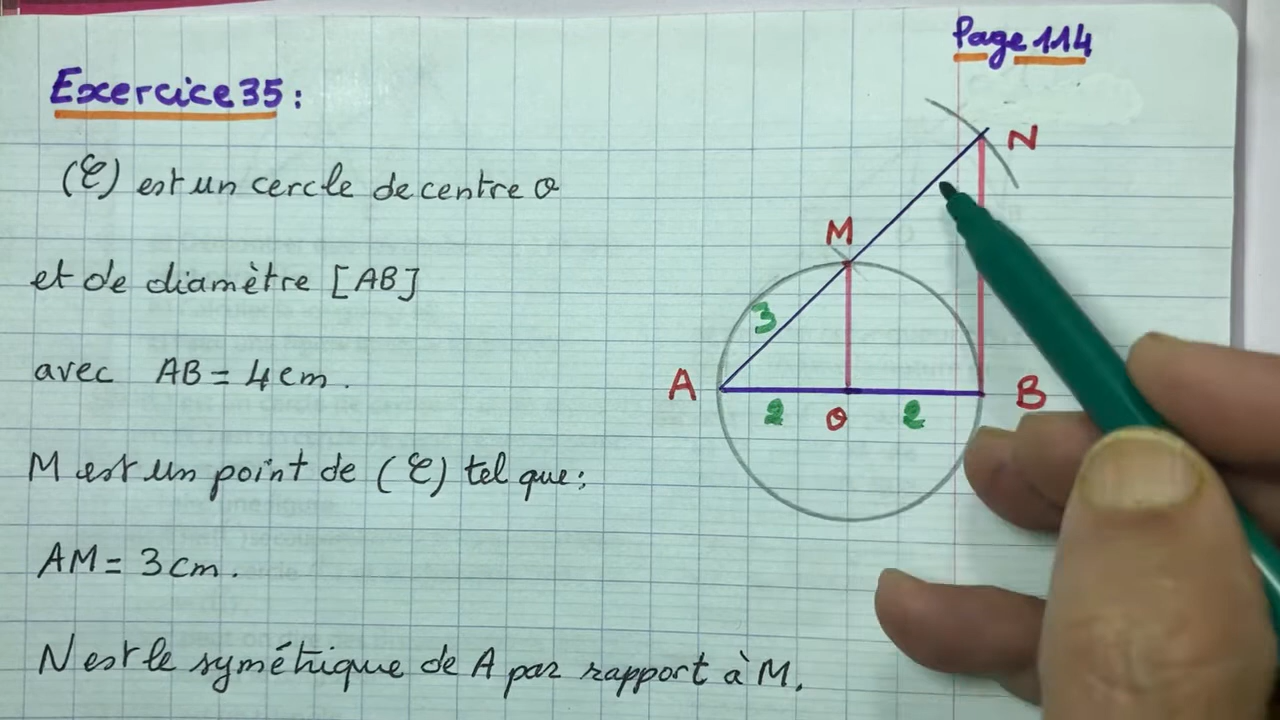 Page 114
Exercice 35 :
(C) est un cercle de centre O
et de diamètre [AB]
avec AB = 4 cm.
M est un point de (C) tel que :
AM = 3 cm.
N est le symétrique de A par rapport à M.
N
M
3
A
B
2
O
2